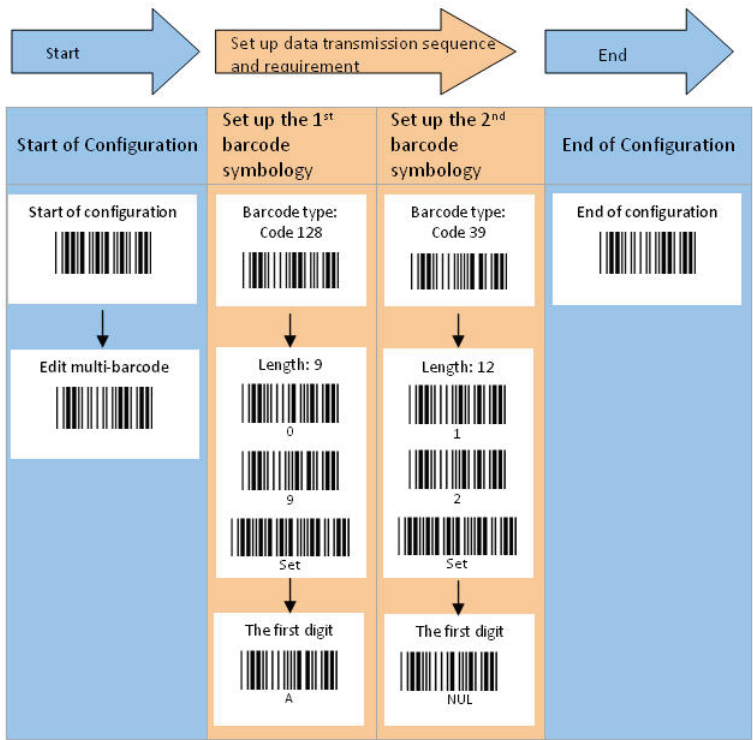 Start
Set up data transmission sequence
and requirement
End
Start of Configuration
Set up the 1st
barcode
symbology
Set up the 2nd
barcode
symbology
End of Configuration
Start of configuration
Edit multi-barcode
Barcode type:
Code 128
Length: 9
0
9
Set
The first digit
A
Barcode type:
Code 39
Length: 12
1
2
Set
The first digit
NUL
End of configuration